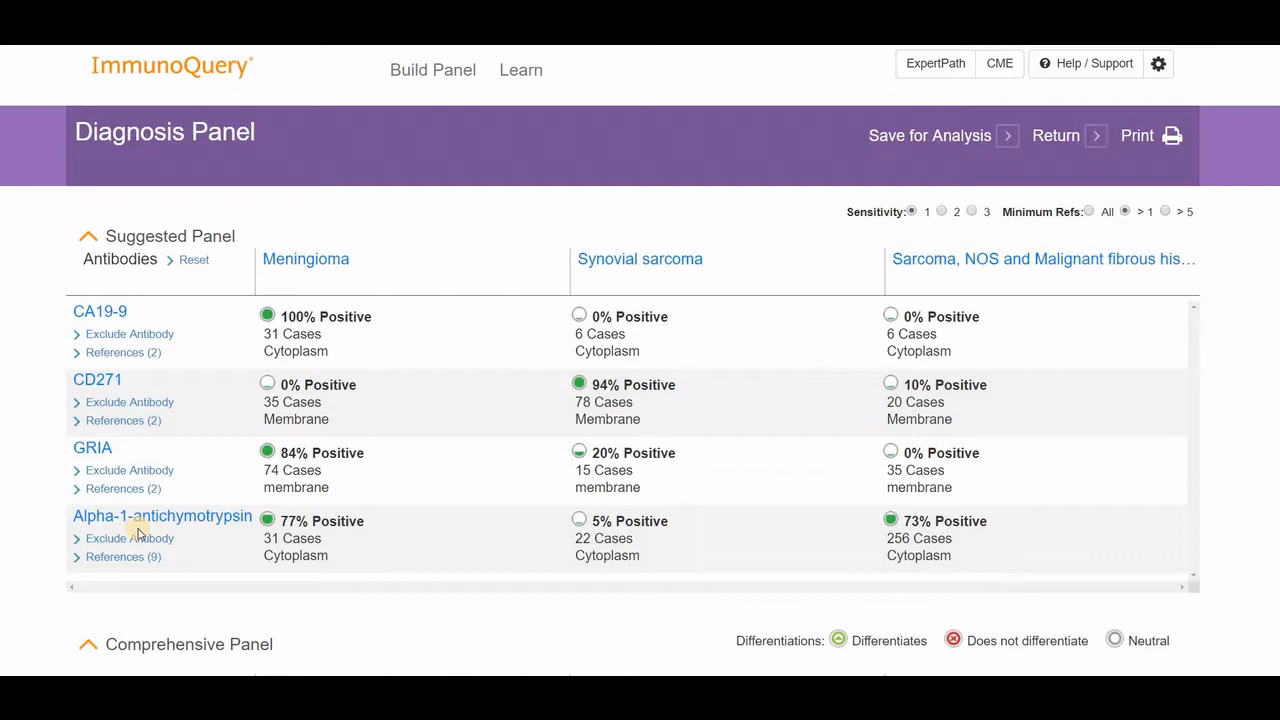 ImmunoQuery®
Build Panel Learn
ExpertPath CME Help / Support
Diagnosis Panel
Save for Analysis Return Print
Sensitivity: 1 2 3 Minimum Refs: All > 1 > 5
Suggested Panel
Antibodies Reset Meningioma Synovial sarcoma Sarcoma, NOS and Malignant fibrous his...
CA19-9
100% Positive 0% Positive 0% Positive
Exclude Antibody 31 Cases 6 Cases 6 Cases
References (2) Cytoplasm Cytoplasm Cytoplasm
CD271
0% Positive 94% Positive 10% Positive
Exclude Antibody 35 Cases 78 Cases 20 Cases
References (2) Membrane Membrane Membrane
GRIA
84% Positive 20% Positive 0% Positive
Exclude Antibody 74 Cases 15 Cases 35 Cases
References (2) membrane membrane membrane
Alpha-1-antichymotrypsin
77% Positive 5% Positive 73% Positive
Exclude Antibody 31 Cases 22 Cases 256 Cases
References (9) Cytoplasm Cytoplasm Cytoplasm
Comprehensive Panel
Differentiations: Differentiates Does not differentiate Neutral